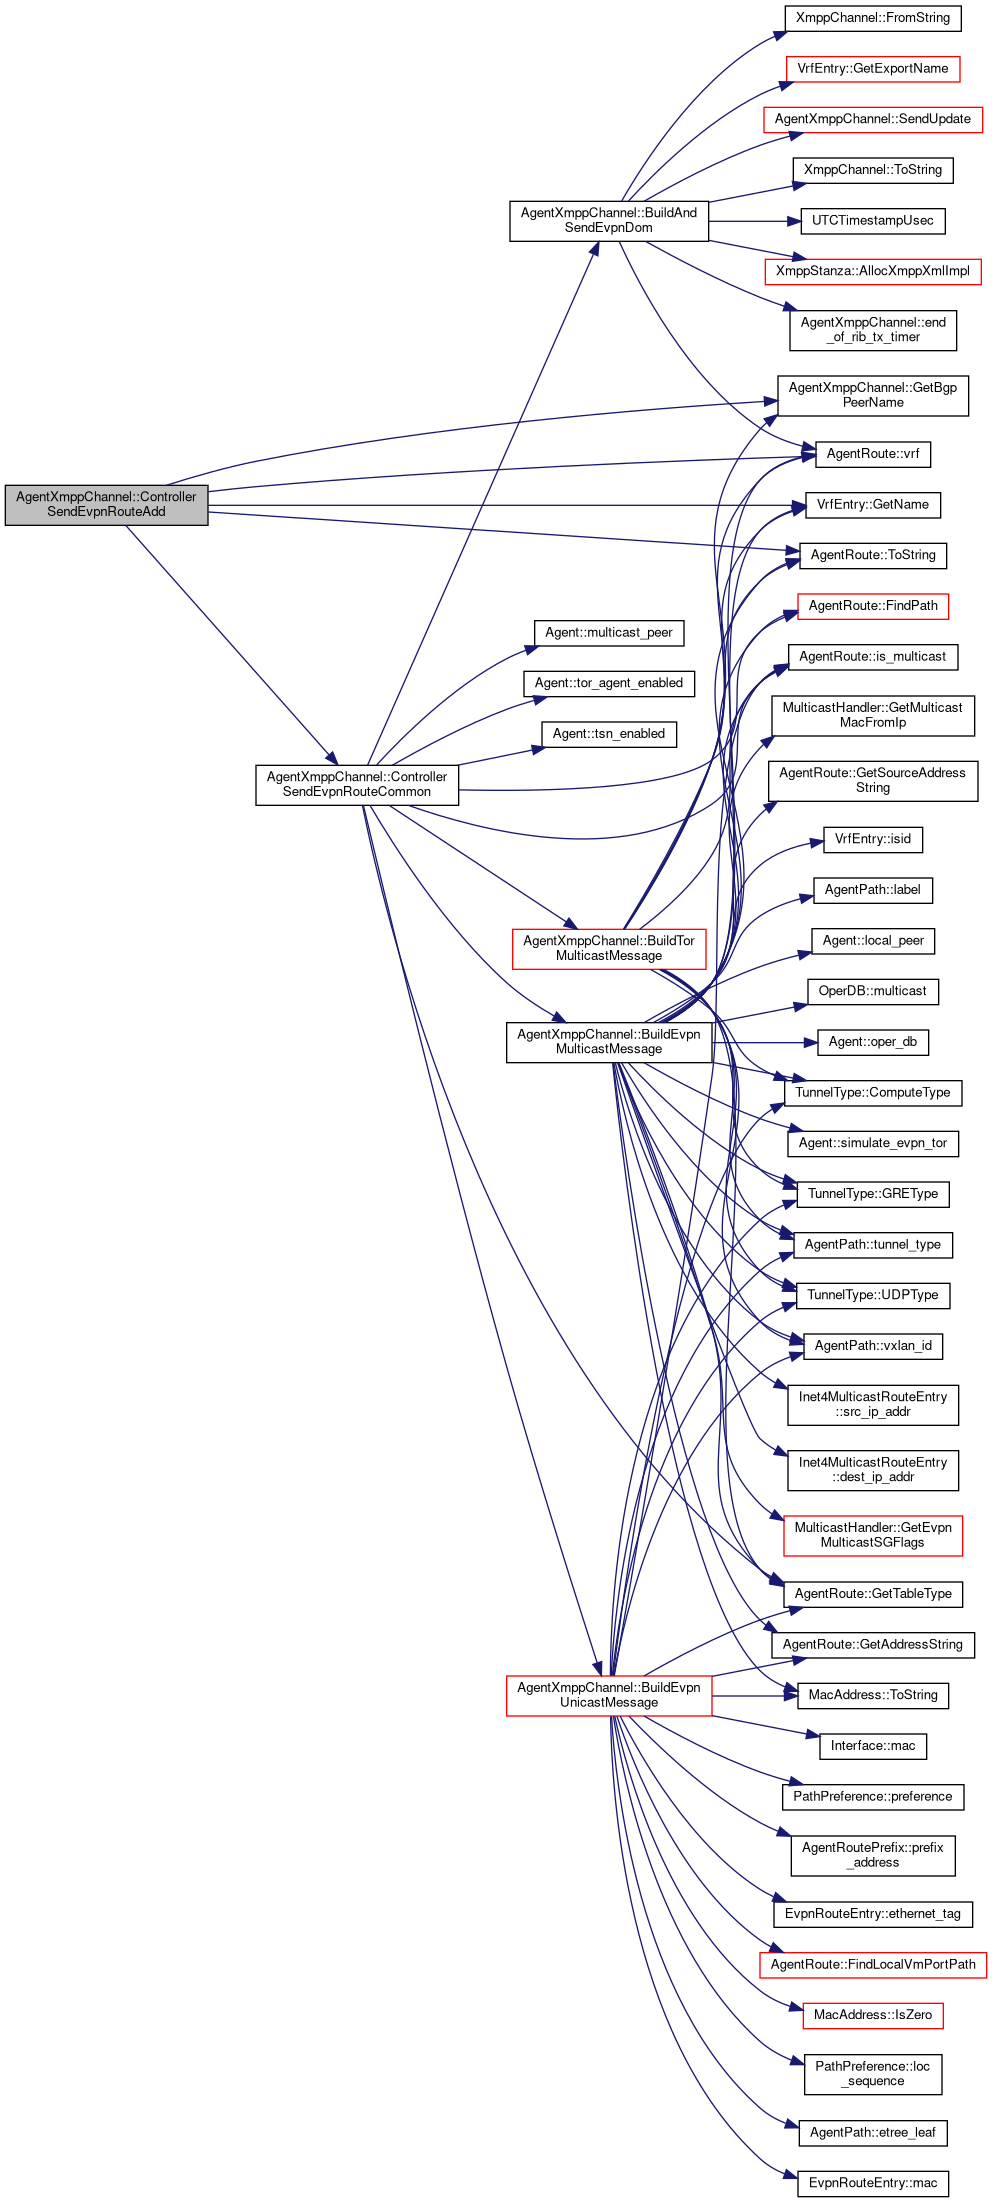 XmppChannel::FromString
VrfEntry::GetExportName
AgentXmppChannel::SendUpdate
XmppChannel::ToString
AgentXmppChannel::BuildAnd
SendEvpnDom
UTCTimestampUsec
XmppStanza::AllocXmppXmlImpl
AgentXmppChannel::end
_of_rib_tx_timer
AgentXmppChannel::GetBgp
PeerName
AgentRoute::vrf
AgentXmppChannel::Controller
SendEvpnRouteAdd
VrfEntry::GetName
AgentRoute::ToString
AgentRoute::FindPath
Agent::multicast_peer
AgentRoute::is_multicast
Agent::tor_agent_enabled
MulticastHandler::GetMulticast
MacFromIp
Agent::tsn_enabled
AgentXmppChannel::Controller
SendEvpnRouteCommon
AgentRoute::GetSourceAddress
String
VrfEntry::isid
AgentPath::label
AgentXmppChannel::BuildTor
MulticastMessage
Agent::local_peer
OperDB::multicast
AgentXmppChannel::BuildEvpn
MulticastMessage
Agent::oper_db
TunnelType::ComputeType
Agent::simulate_evpn_tor
TunnelType::GREType
AgentPath::tunnel_type
TunnelType::UDPType
AgentPath::vxlan_id
Inet4MulticastRouteEntry
::src_ip_addr
Inet4MulticastRouteEntry
::dest_ip_addr
MulticastHandler::GetEvpn
MulticastSGFlags
AgentRoute::GetTableType
AgentRoute::GetAddressString
AgentXmppChannel::BuildEvpn
UnicastMessage
MacAddress::ToString
Interface::mac
PathPreference::preference
AgentRoutePrefix::prefix
_address
EvpnRouteEntry::ethernet_tag
AgentRoute::FindLocalVmPortPath
MacAddress::IsZero
PathPreference::loc
_sequence
AgentPath::etree_leaf
EvpnRouteEntry::mac